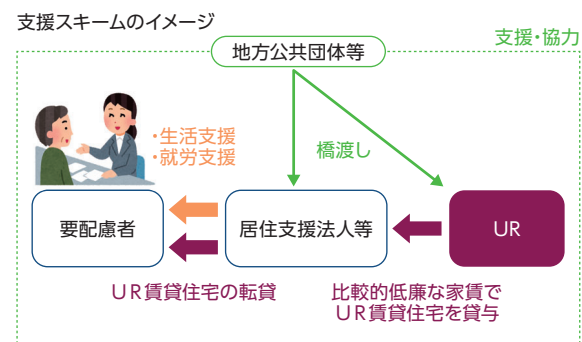 支援スキームのイメージ
支援・協力
地方公共団体等
・生活支援
・就労支援
橋渡し
要配慮者
居住支援法人等
UR
UR賃貸住宅の転貸
比較的低廉な家賃で
UR賃貸住宅を貸与